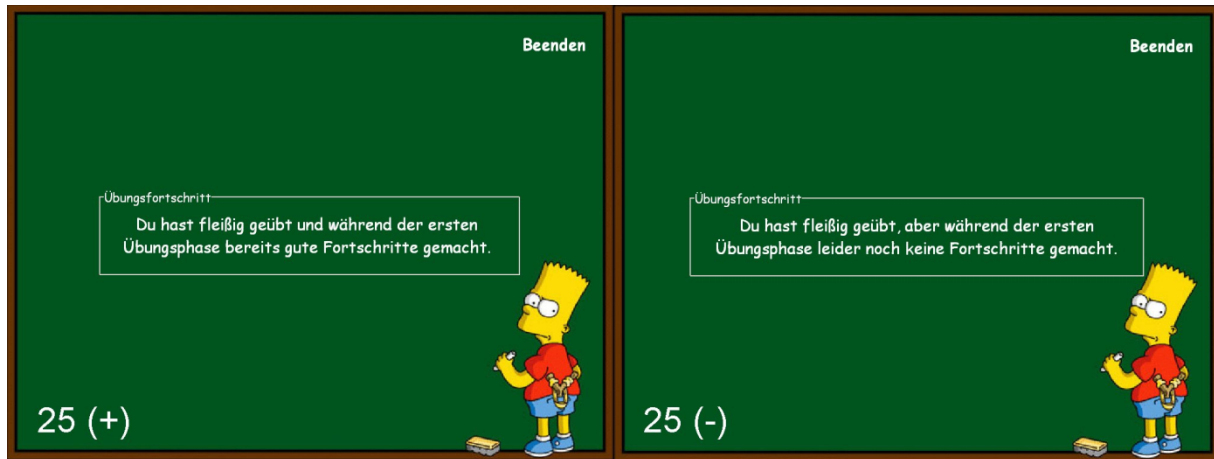 Beenden
Übungsfortschritt
Du hast fleißig geübt und während der ersten
Übungsphase bereits gute Fortschritte gemacht.
25 (+)
Beenden
Übungsfortschritt
Du hast fleißig geübt, aber während der ersten
Übungsphase leider noch keine Fortschritte gemacht.
25 (-)